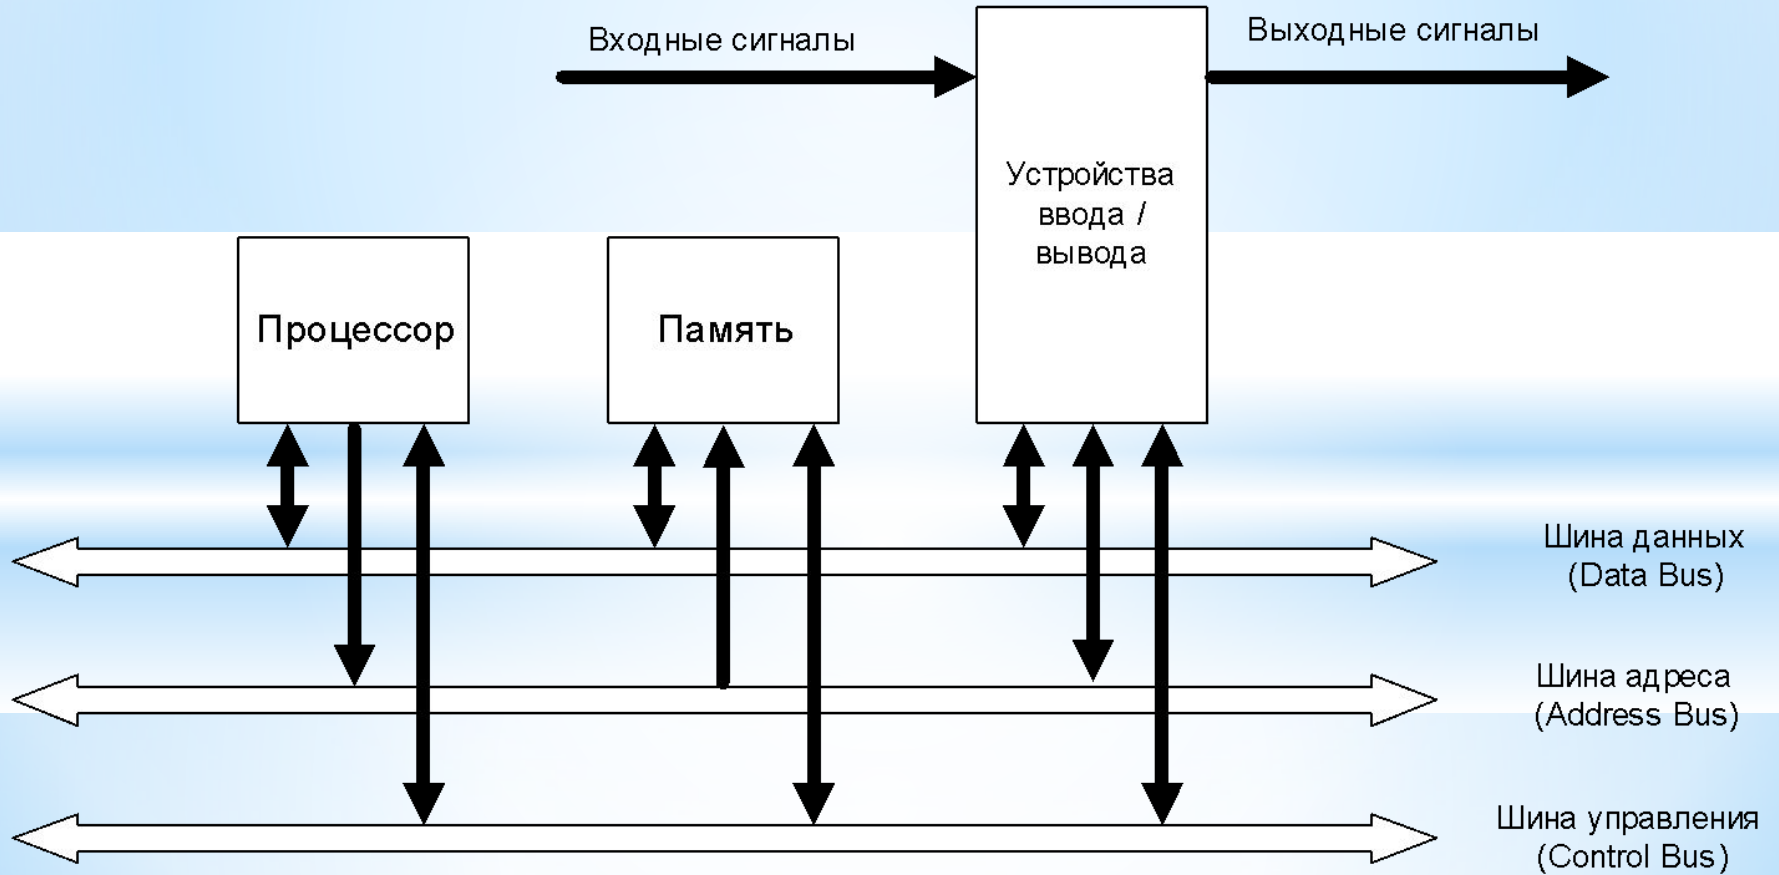 Входные сигналы
Выходные сигналы
Устройства
ввода /
вывода
Процессор
Память
Шина данных
(Data Bus)
Шина адреса
(Address Bus)
Шина управления
(Control Bus)